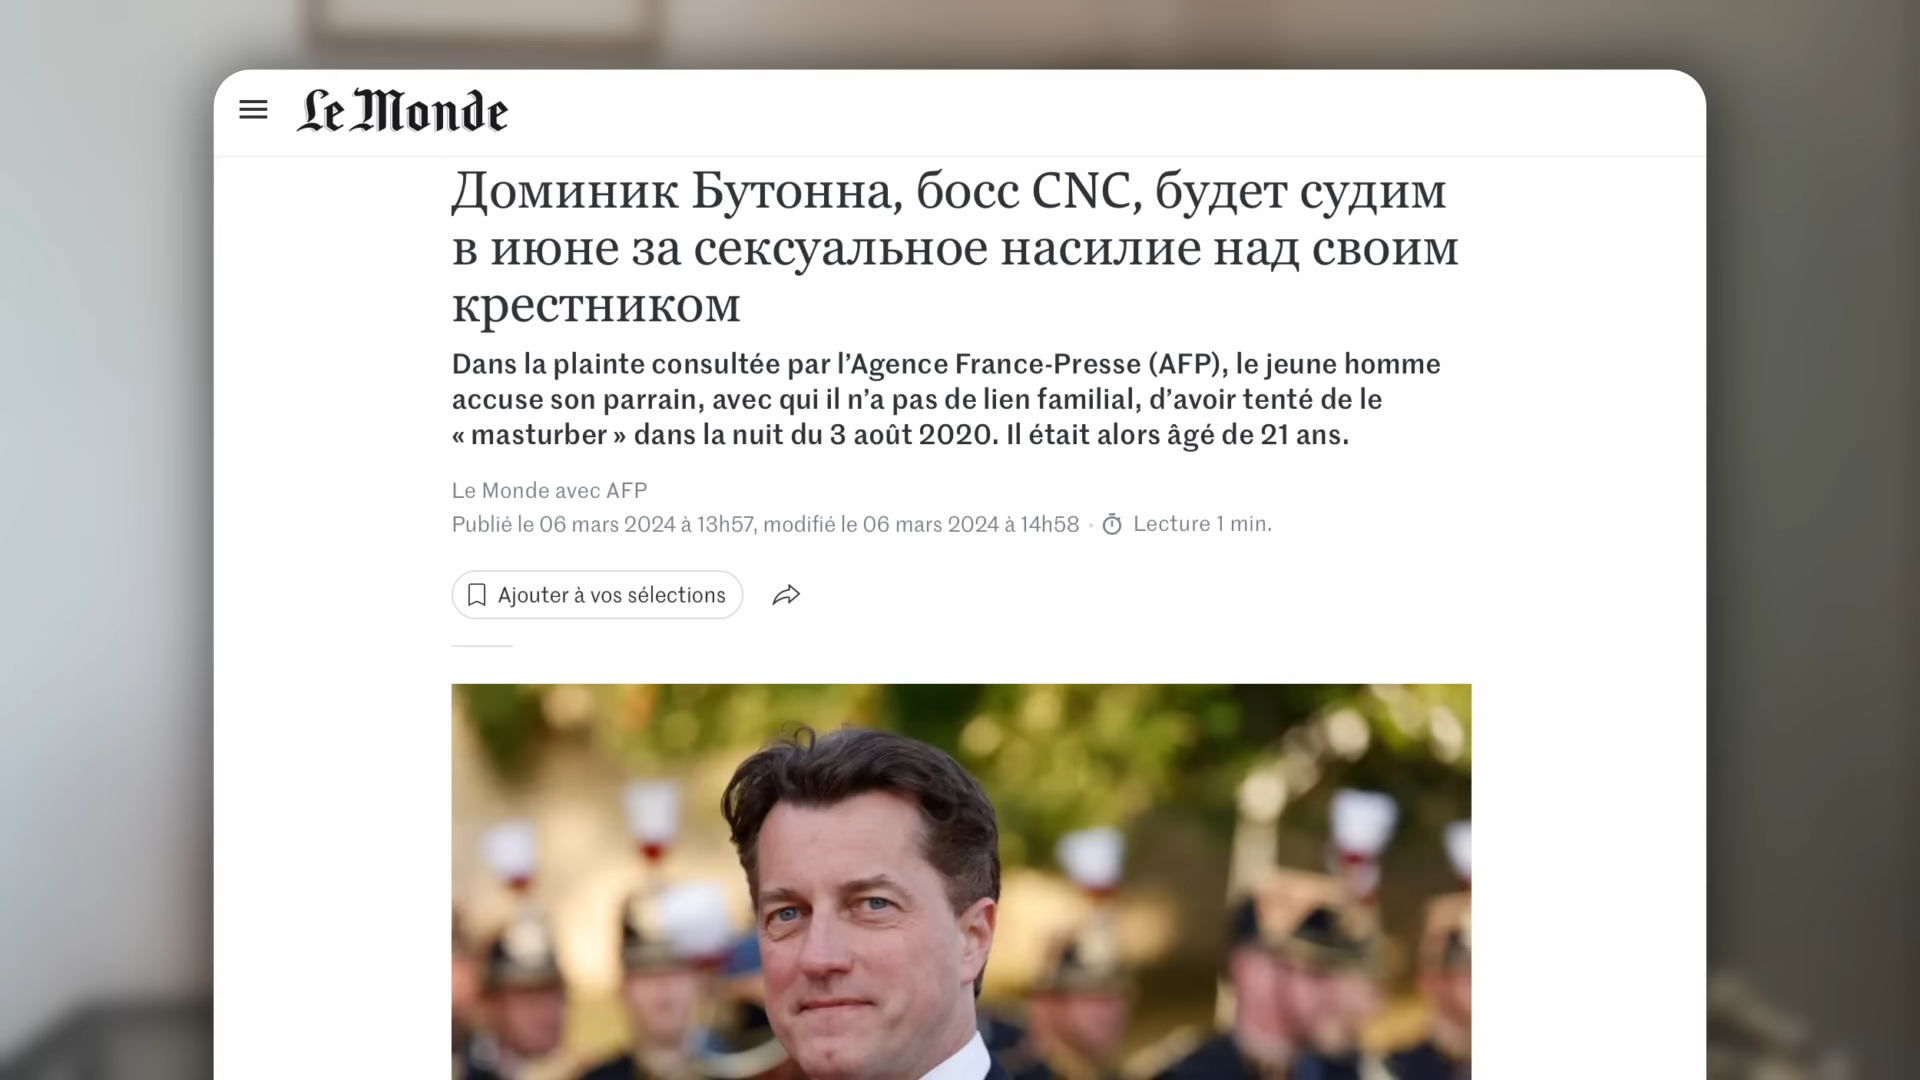 Le Monde
Доминик Бутонна, босс CNC, будет судим
в июне за сексуальное насилие над своим
крестником
Dans la plainte consultée par l’Agence France-Presse (AFP), le jeune homme
accuse son parrain, avec qui il n’a pas de lien familial, d’avoir tenté de le
« masturber » dans la nuit du 3 août 2020. Il était alors âgé de 21 ans.
Le Monde avec AFP
Publié le 06 mars 2024 à 13h57, modifié le 06 mars 2024 à 14h58 • Lecture 1 min.
Ajouter à vos sélections